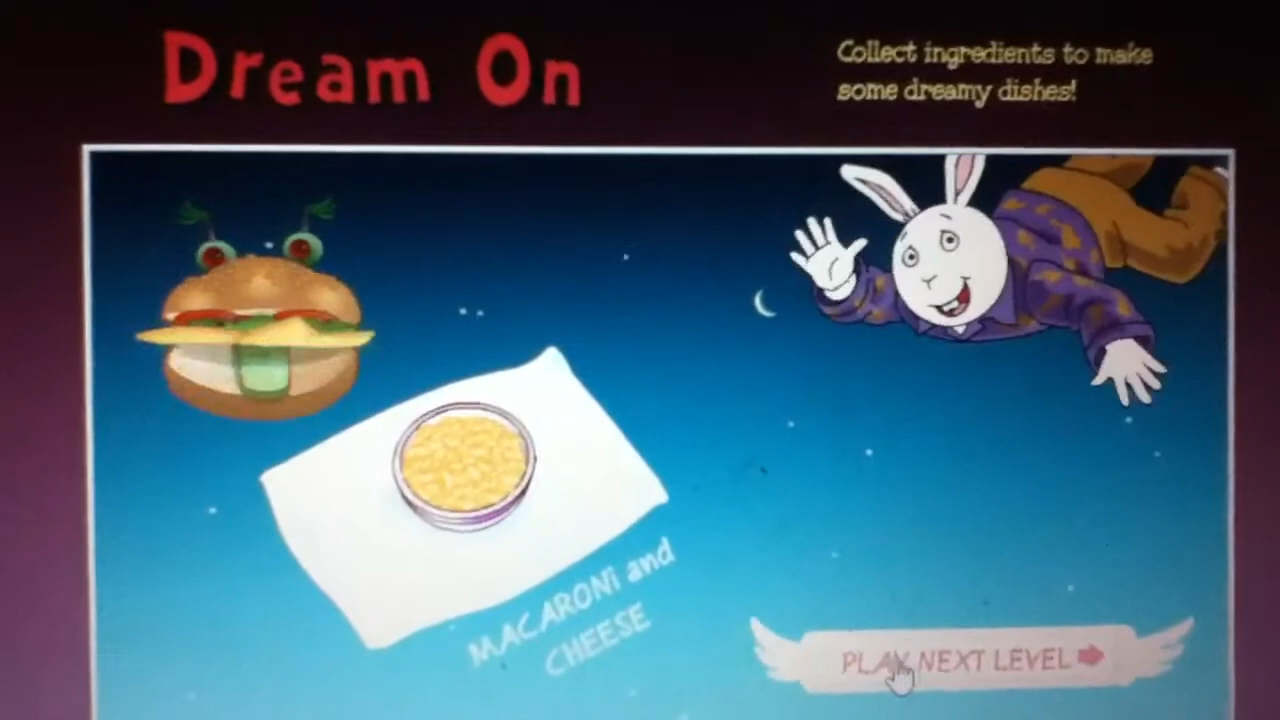 Dream On
Collect ingredients to make
some dreamy dishes!
MACARONi and
CHEESE
PLAY NEXT LEVEL